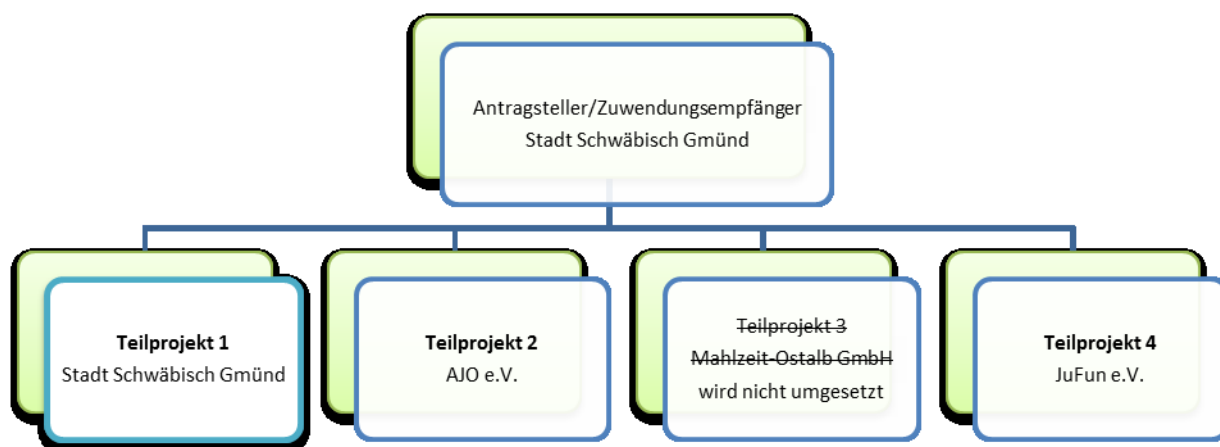 Antragsteller/Zuwendungsempfänger
Stadt Schwäbisch Gmünd
Teilprojekt 1
Stadt Schwäbisch Gmünd
Teilprojekt 2
AJO e.V.
Teilprojekt 3
Mahlzeit-Ostalb GmbH
wird nicht umgesetzt
Teilprojekt 4
JuFun e.V.